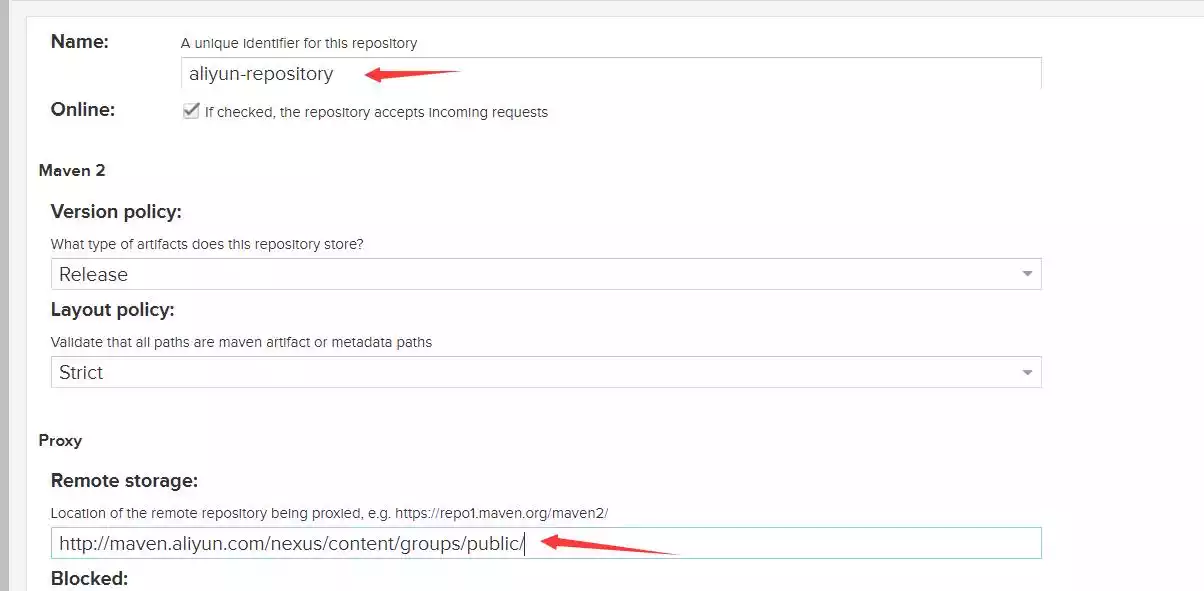 Name: A unique identifier for this repository
aliyun-repository
Online: If checked, the repository accepts incoming requests
Maven 2
Version policy:
What type of artifacts does this repository store?
Release
Layout policy:
Validate that all paths are maven artifact or metadata paths
Strict
Proxy
Remote storage:
Location of the remote repository being proxied, e.g. https://repo1.maven.org/maven2/
http://maven.aliyun.com/nexus/content/groups/public/
Blocked: